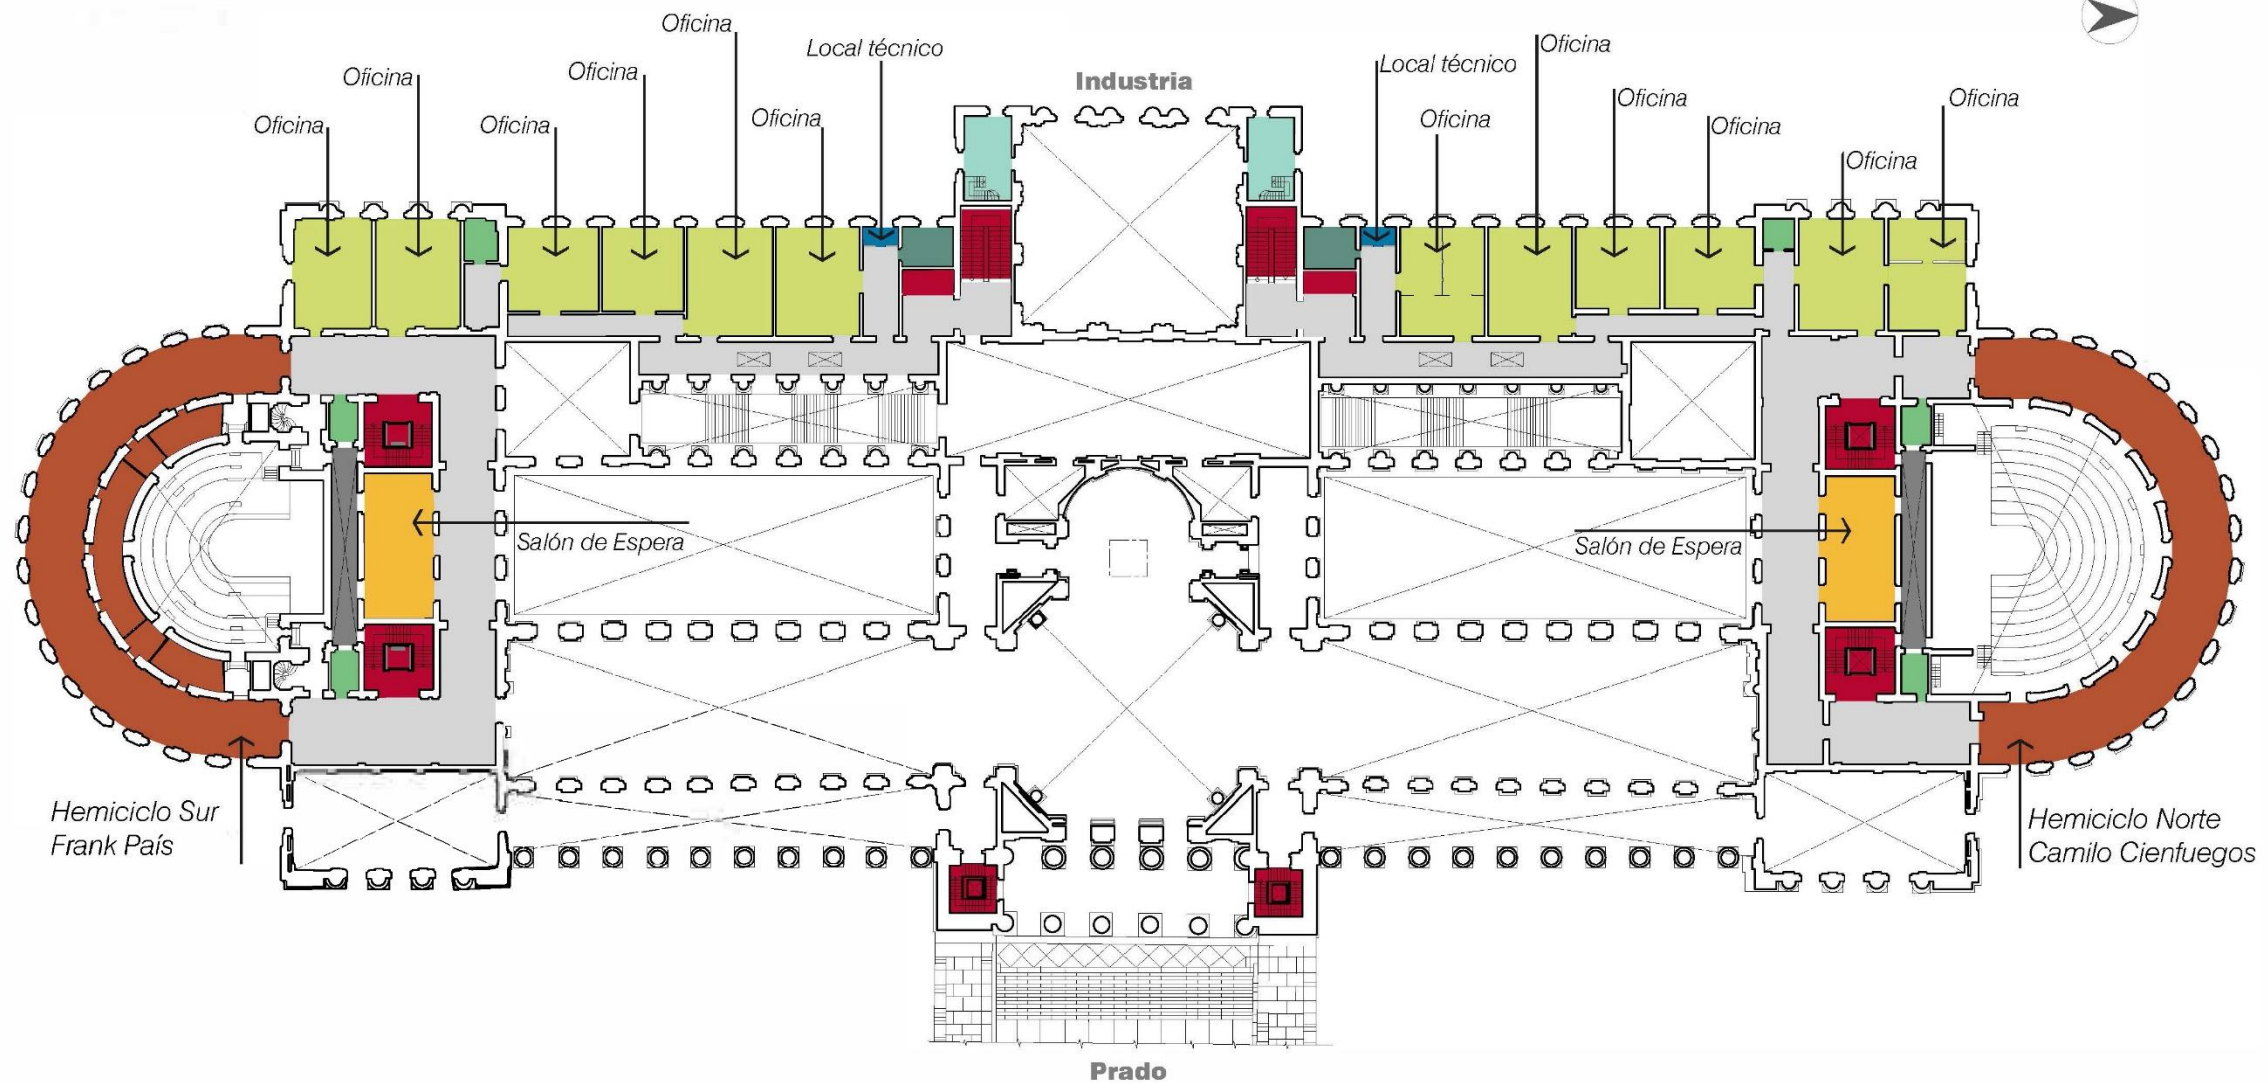 Oficina
Local técnico
Oficina
Local técnico
Oficina
Oficina
Industria
Oficina
Oficina
Oficina
Oficina
Oficina
Oficina
Oficina
Oficina
Oficina
Salón de Espera
Salón de Espera
Hemiciclo Sur
Frank País
Hemiciclo Norte
Camilo Cienfuegos
Prado